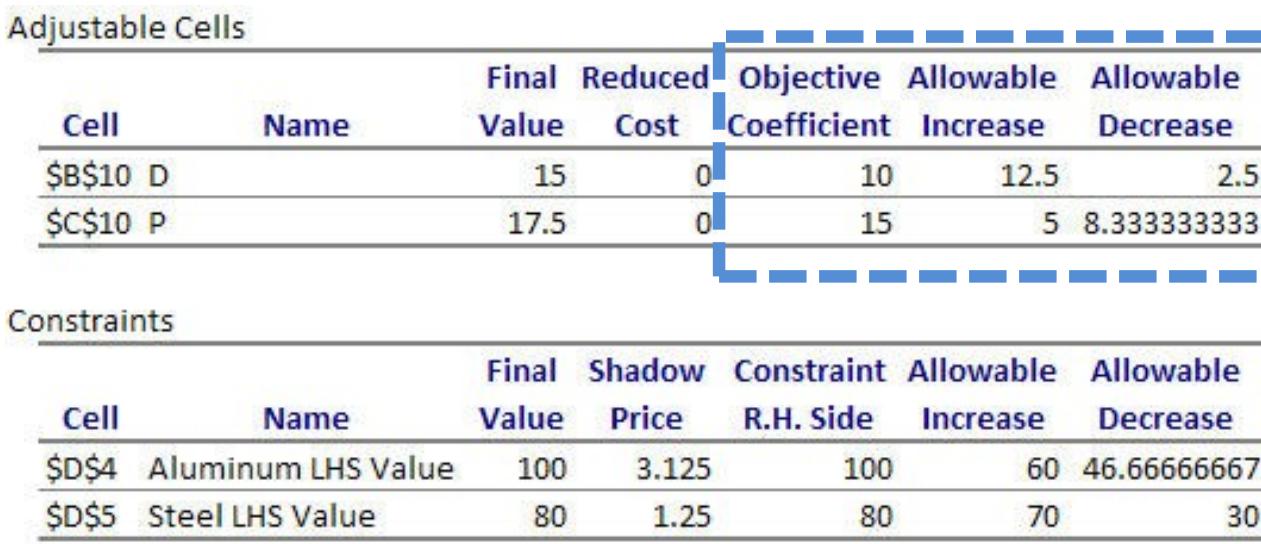 Adjustable Cells
Final Reduced Objective Allowable Allowable
Cell Name Value Cost Coefficient Increase Decrease
$B$10 D 15 0 10 12.5 2.5
$C$10 P 17.5 0 15 5 8.333333333
Constraints
Final Shadow Constraint Allowable Allowable
Cell Name Value Price R.H. Side Increase Decrease
$D$4 Aluminum LHS Value 100 3.125 100 60 46.66666667
$D$5 Steel LHS Value 80 1.25 80 70 30